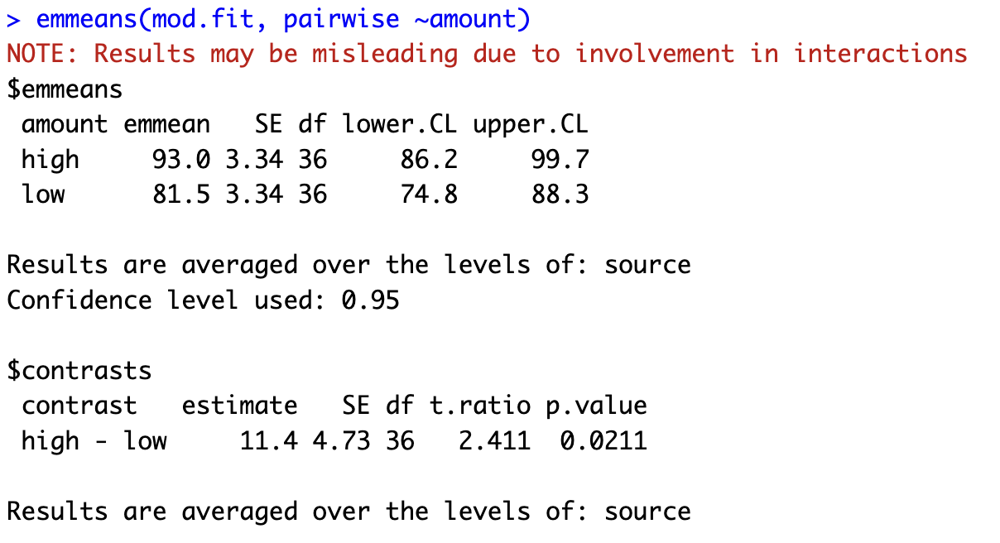 > emmeans(mod.fit, pairwise ~amount)
NOTE: Results may be misleading due to involvement in interactions
$emmeans
 amount emmean   SE df lower.CL upper.CL
 high     93.0 3.34 36     86.2     99.7
 low      81.5 3.34 36     74.8     88.3

Results are averaged over the levels of: source
Confidence level used: 0.95

$contrasts
 contrast   estimate   SE df t.ratio p.value
 high - low     11.4 4.73 36   2.411  0.0211

Results are averaged over the levels of: source